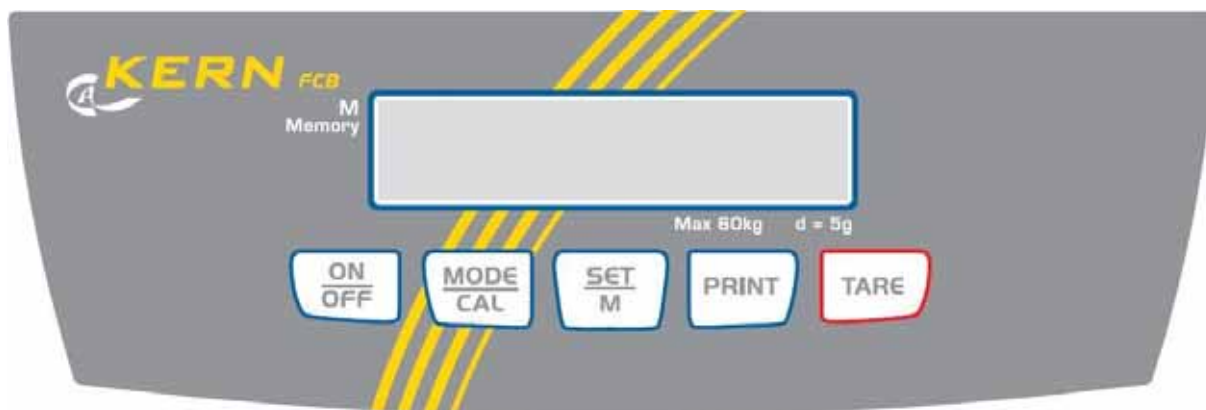 KERN FCB
M
Memory
Max 60kg d = 5g
ON
OFF
MODE
CAL
SET
M
PRINT
TARE